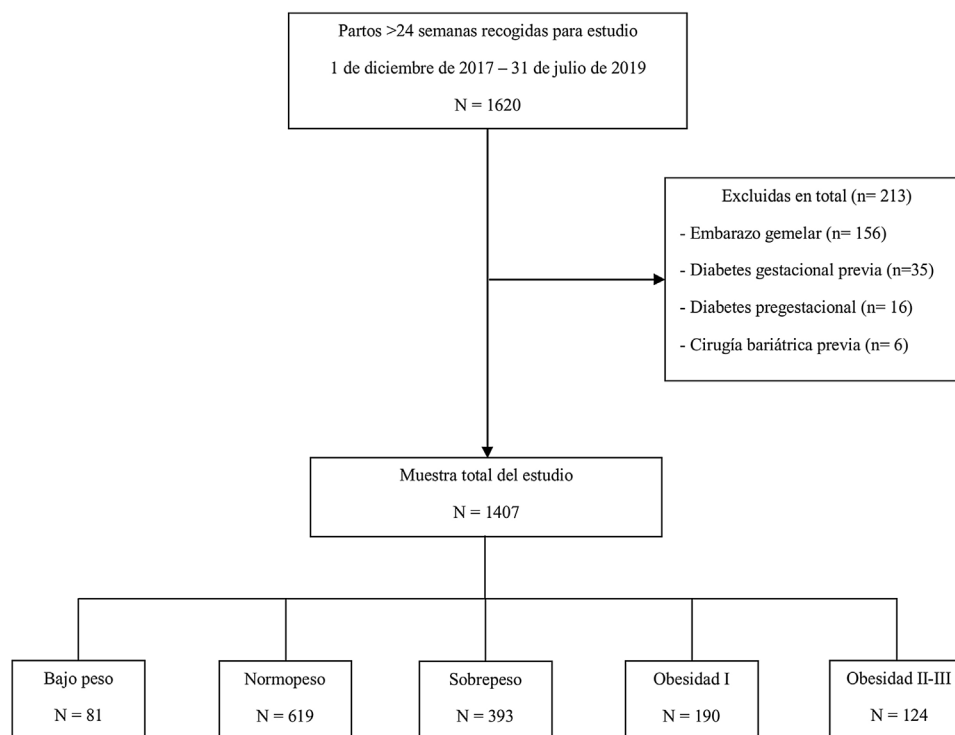 Partos >24 semanas recogidas para estudio
1 de diciembre de 2017 – 31 de julio de 2019
N = 1620
Excluidas en total (n= 213)
- Embarazo gemelar (n= 156)
- Diabetes gestacional previa (n=35)
- Diabetes pregestacional (n= 16)
- Cirugía bariátrica previa (n= 6)
Muestra total del estudio
N = 1407
Bajo peso
N = 81
Normopeso
N = 619
Sobrepeso
N = 393
Obesidad I
N = 190
Obesidad II-III
N = 124